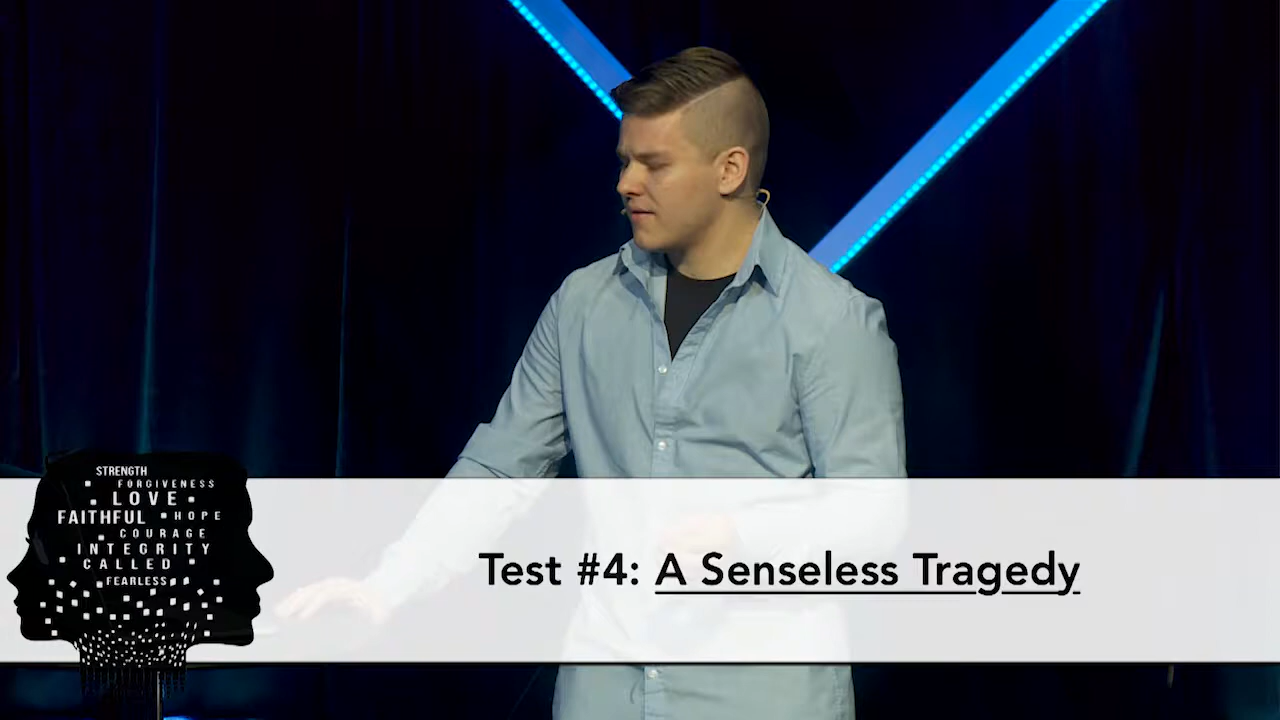 STRENGTH
FORGIVENESS
LOVE
FAITHFUL HOPE
COURAGE
INTEGRITY
CALLED
FEARLESS
Test #4: A Senseless Tragedy